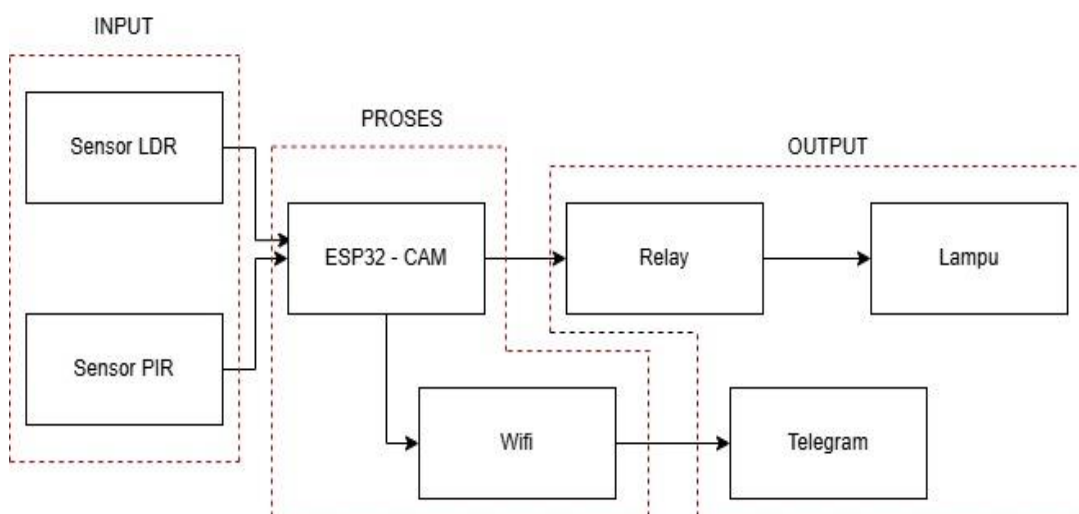 INPUT
Sensor LDR
Sensor PIR
PROSES
ESP32 - CAM
Wifi
OUTPUT
Relay
Lampu
Telegram